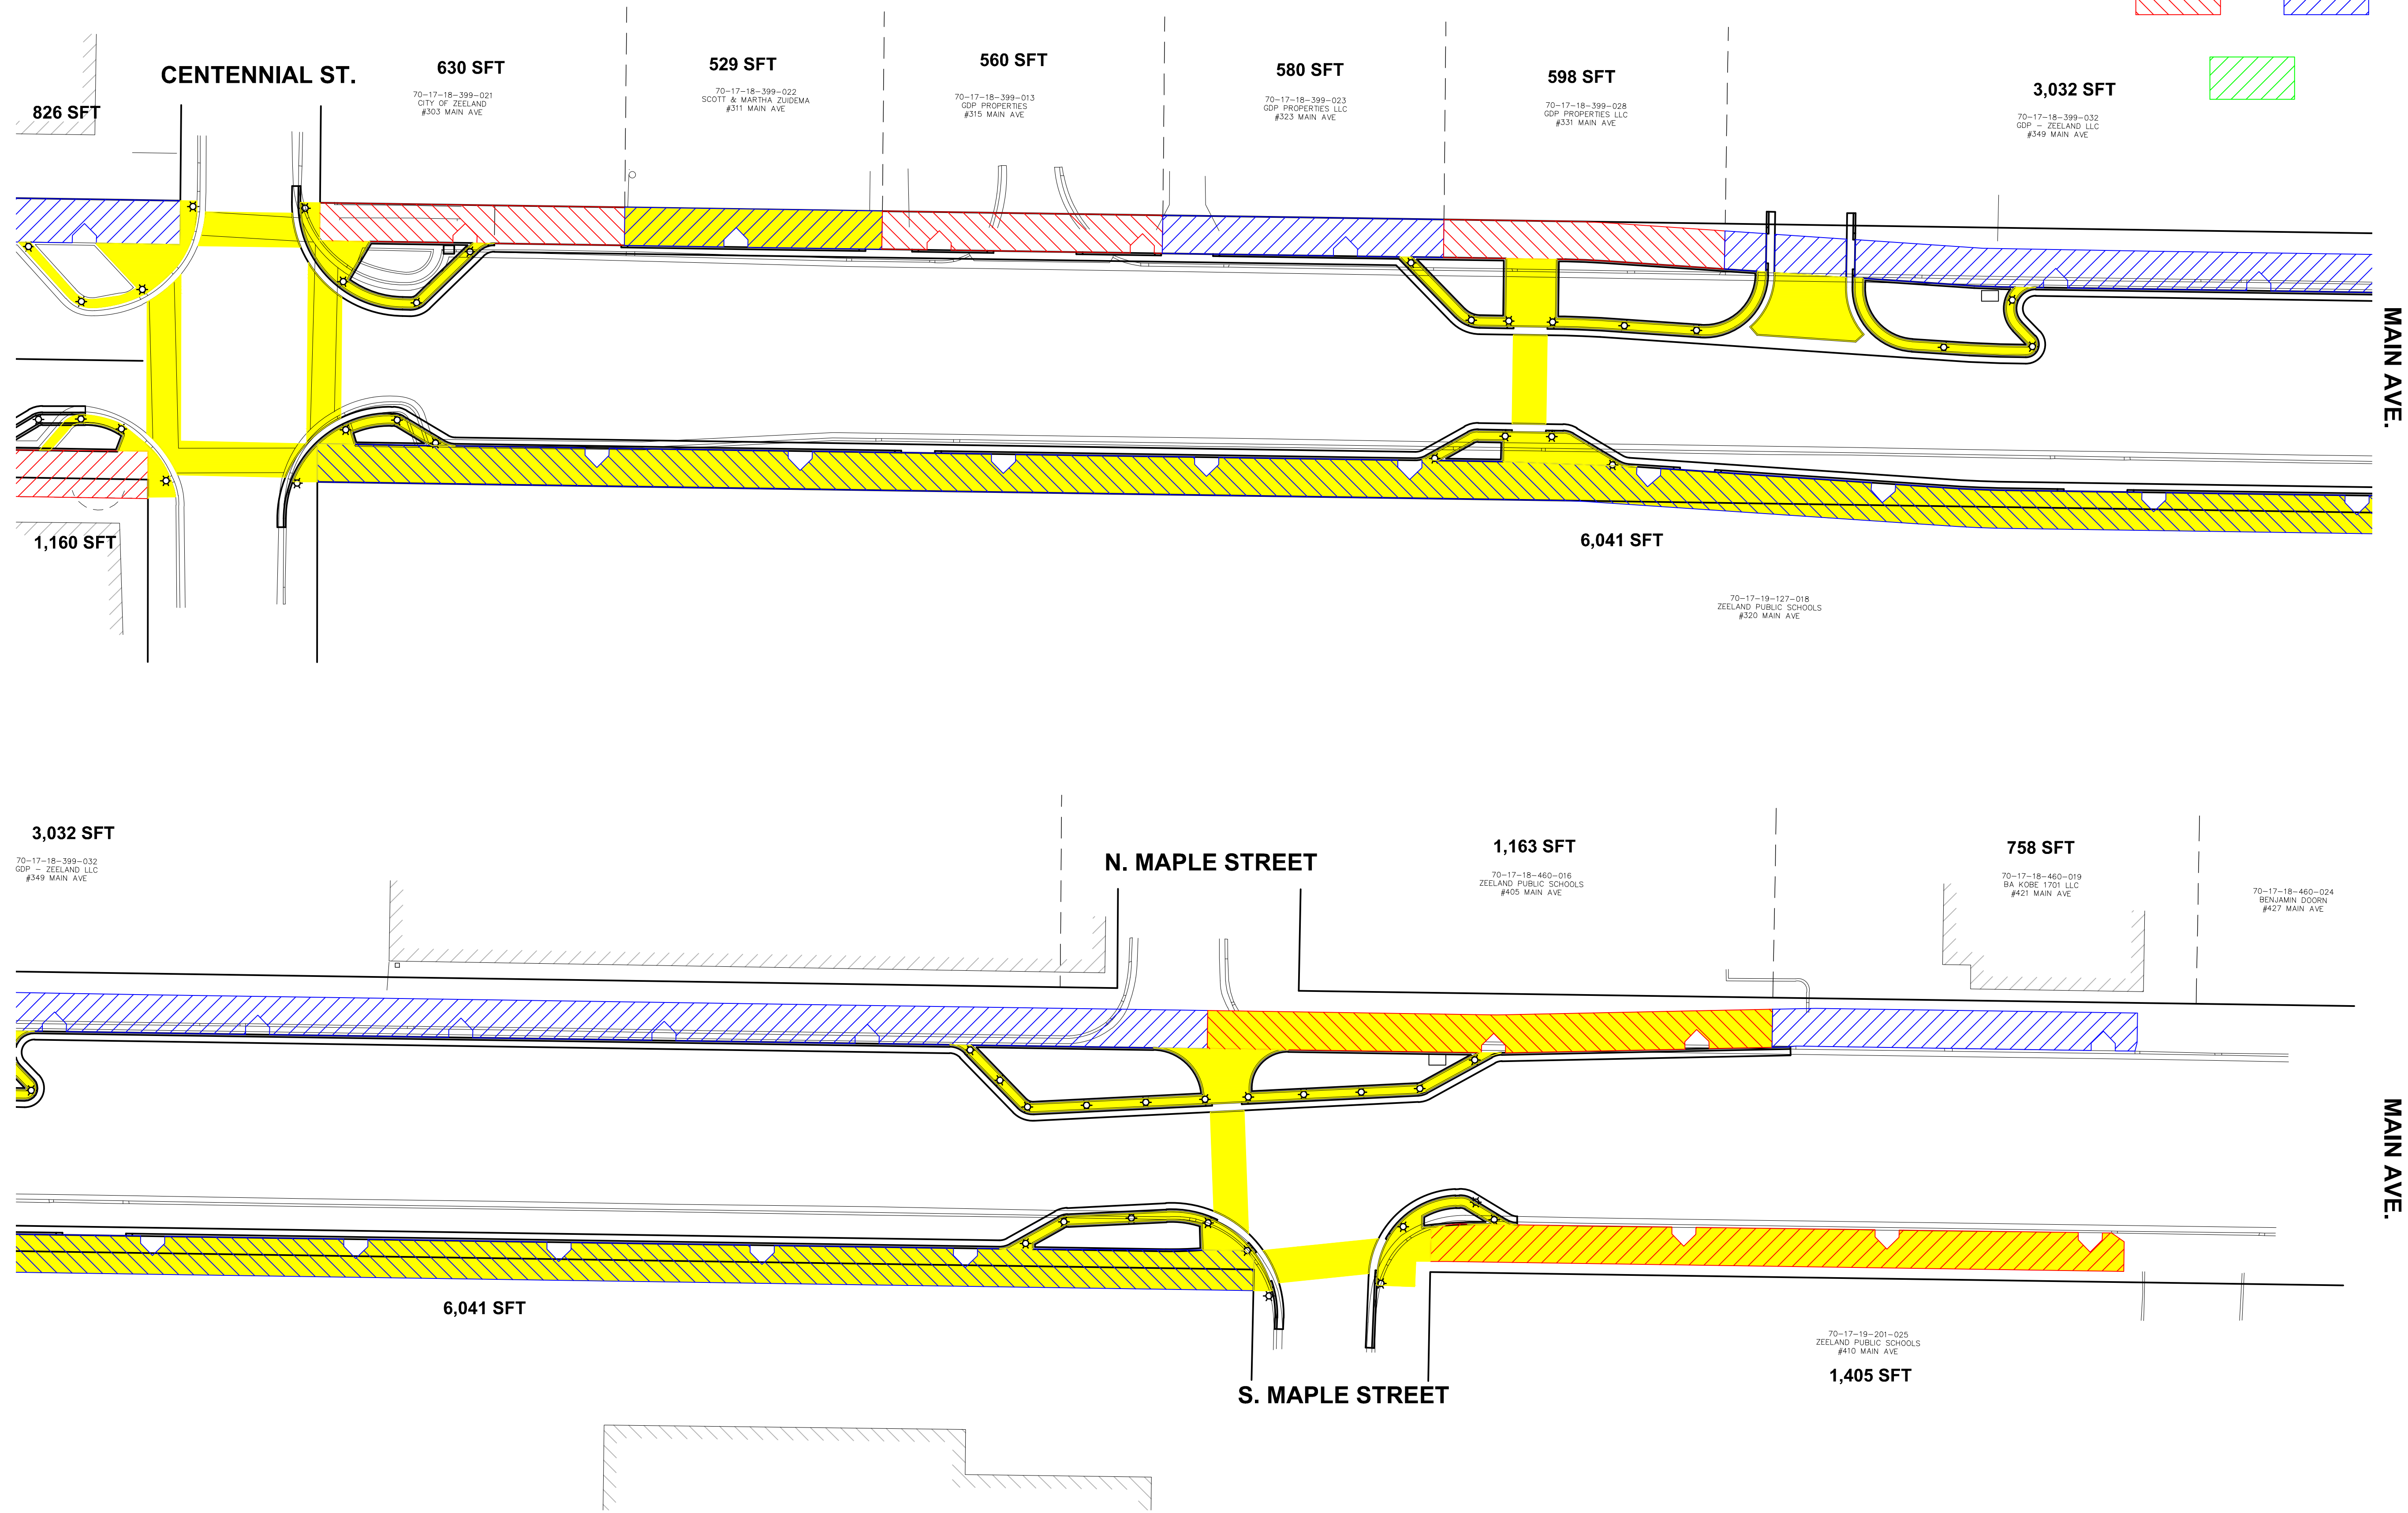 CENTENNIAL ST.
826 SFT
630 SFT
70-17-18-399-021
CITY OF ZEELAND
#303 MAIN AVE
529 SFT
70-17-18-399-022
SCOTT & MARTHA ZUIDEMA
#311 MAIN AVE
560 SFT
70-17-18-399-013
GDP PROPERTIES
#315 MAIN AVE
580 SFT
70-17-18-399-023
GDP PROPERTIES LLC
#323 MAIN AVE
598 SFT
70-17-18-399-028
GDP PROPERTIES LLC
#331 MAIN AVE
3,032 SFT
70-17-18-399-032
GDP - ZEELAND LLC
#349 MAIN AVE
MAIN AVE.
1,160 SFT
6,041 SFT
70-17-19-127-018
ZEELAND PUBLIC SCHOOLS
#320 MAIN AVE
3,032 SFT
70-17-18-399-032
GDP - ZEELAND LLC
#349 MAIN AVE
N. MAPLE STREET
1,163 SFT
70-17-18-460-016
ZEELAND PUBLIC SCHOOLS
#405 MAIN AVE
758 SFT
70-17-18-460-019
BA KOBE 1701 LLC
#421 MAIN AVE
70-17-18-460-024
BENJAMIN DOORN
#427 MAIN AVE
MAIN AVE.
6,041 SFT
S. MAPLE STREET
70-17-19-201-025
ZEELAND PUBLIC SCHOOLS
#410 MAIN AVE
1,405 SFT